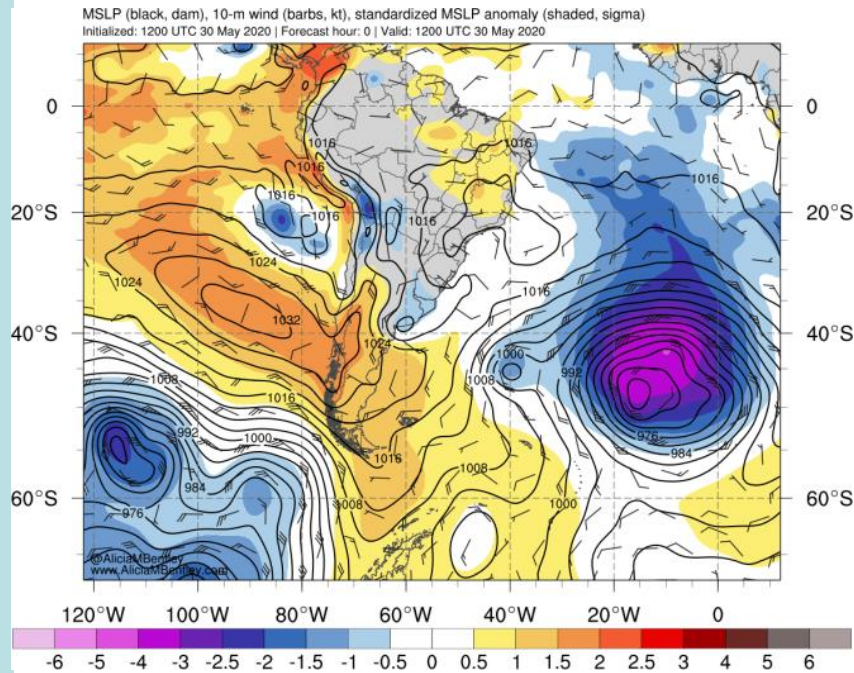 MSLP (black, dam), 10-m wind (barbs, kt), standardized MSLP anomaly (shaded, sigma)
Initialized: 1200 UTC 30 May 2020 | Forecast hour: 0 | Valid: 1200 UTC 30 May 2020
0
0
1016
1016
1016
1016
20°S
1016
1016
1016
20°S
1024
1024
1016
1032
40°S
1024
1000
40°S
1008
1008
992
1016
992
1000
976
984
1016
984
1008
60°S
1008
1000
60°S
976
@AliciaMBentley
www.AliciaMBentley.com
120°W 100°W 80°W 60°W 40°W 20°W 0
-6 -5 -4 -3 -2.5 -2 -1.5 -1 -0.5 0 0.5 1 1.5 2 2.5 3 4 5 6